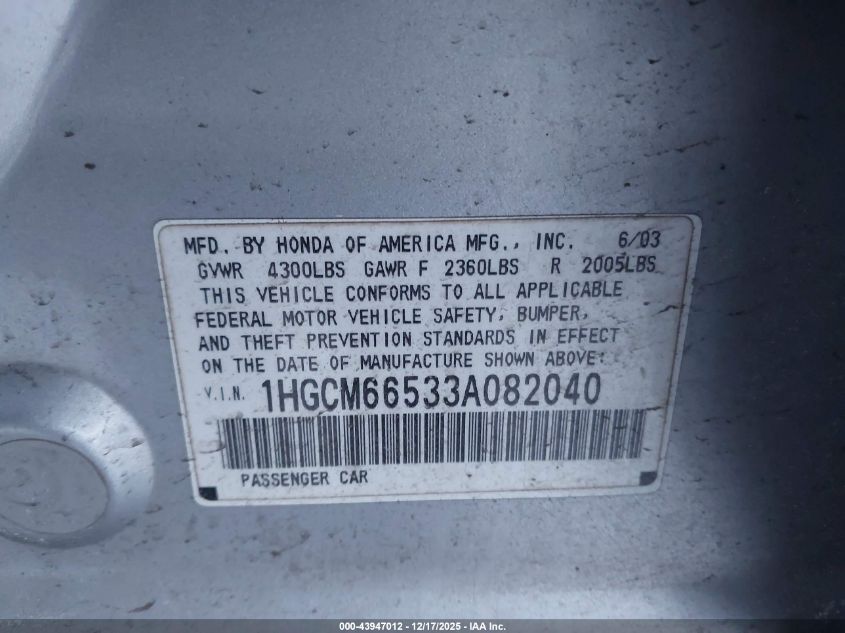 MFD. BY HONDA OF AMERICA MFG., INC. 6/03
GVWR 4300LBS GAWR F 2360LBS R 2005LBS
THIS VEHICLE CONFORMS TO ALL APPLICABLE
FEDERAL MOTOR VEHICLE SAFETY, BUMPER,
AND THEFT PREVENTION STANDARDS IN EFFECT
ON THE DATE OF MANUFACTURE SHOWN ABOVE:
V.I.N. 1HGCM66533A082040
PASSENGER CAR
000-43947012 - 12/17/2025 - IAA Inc.